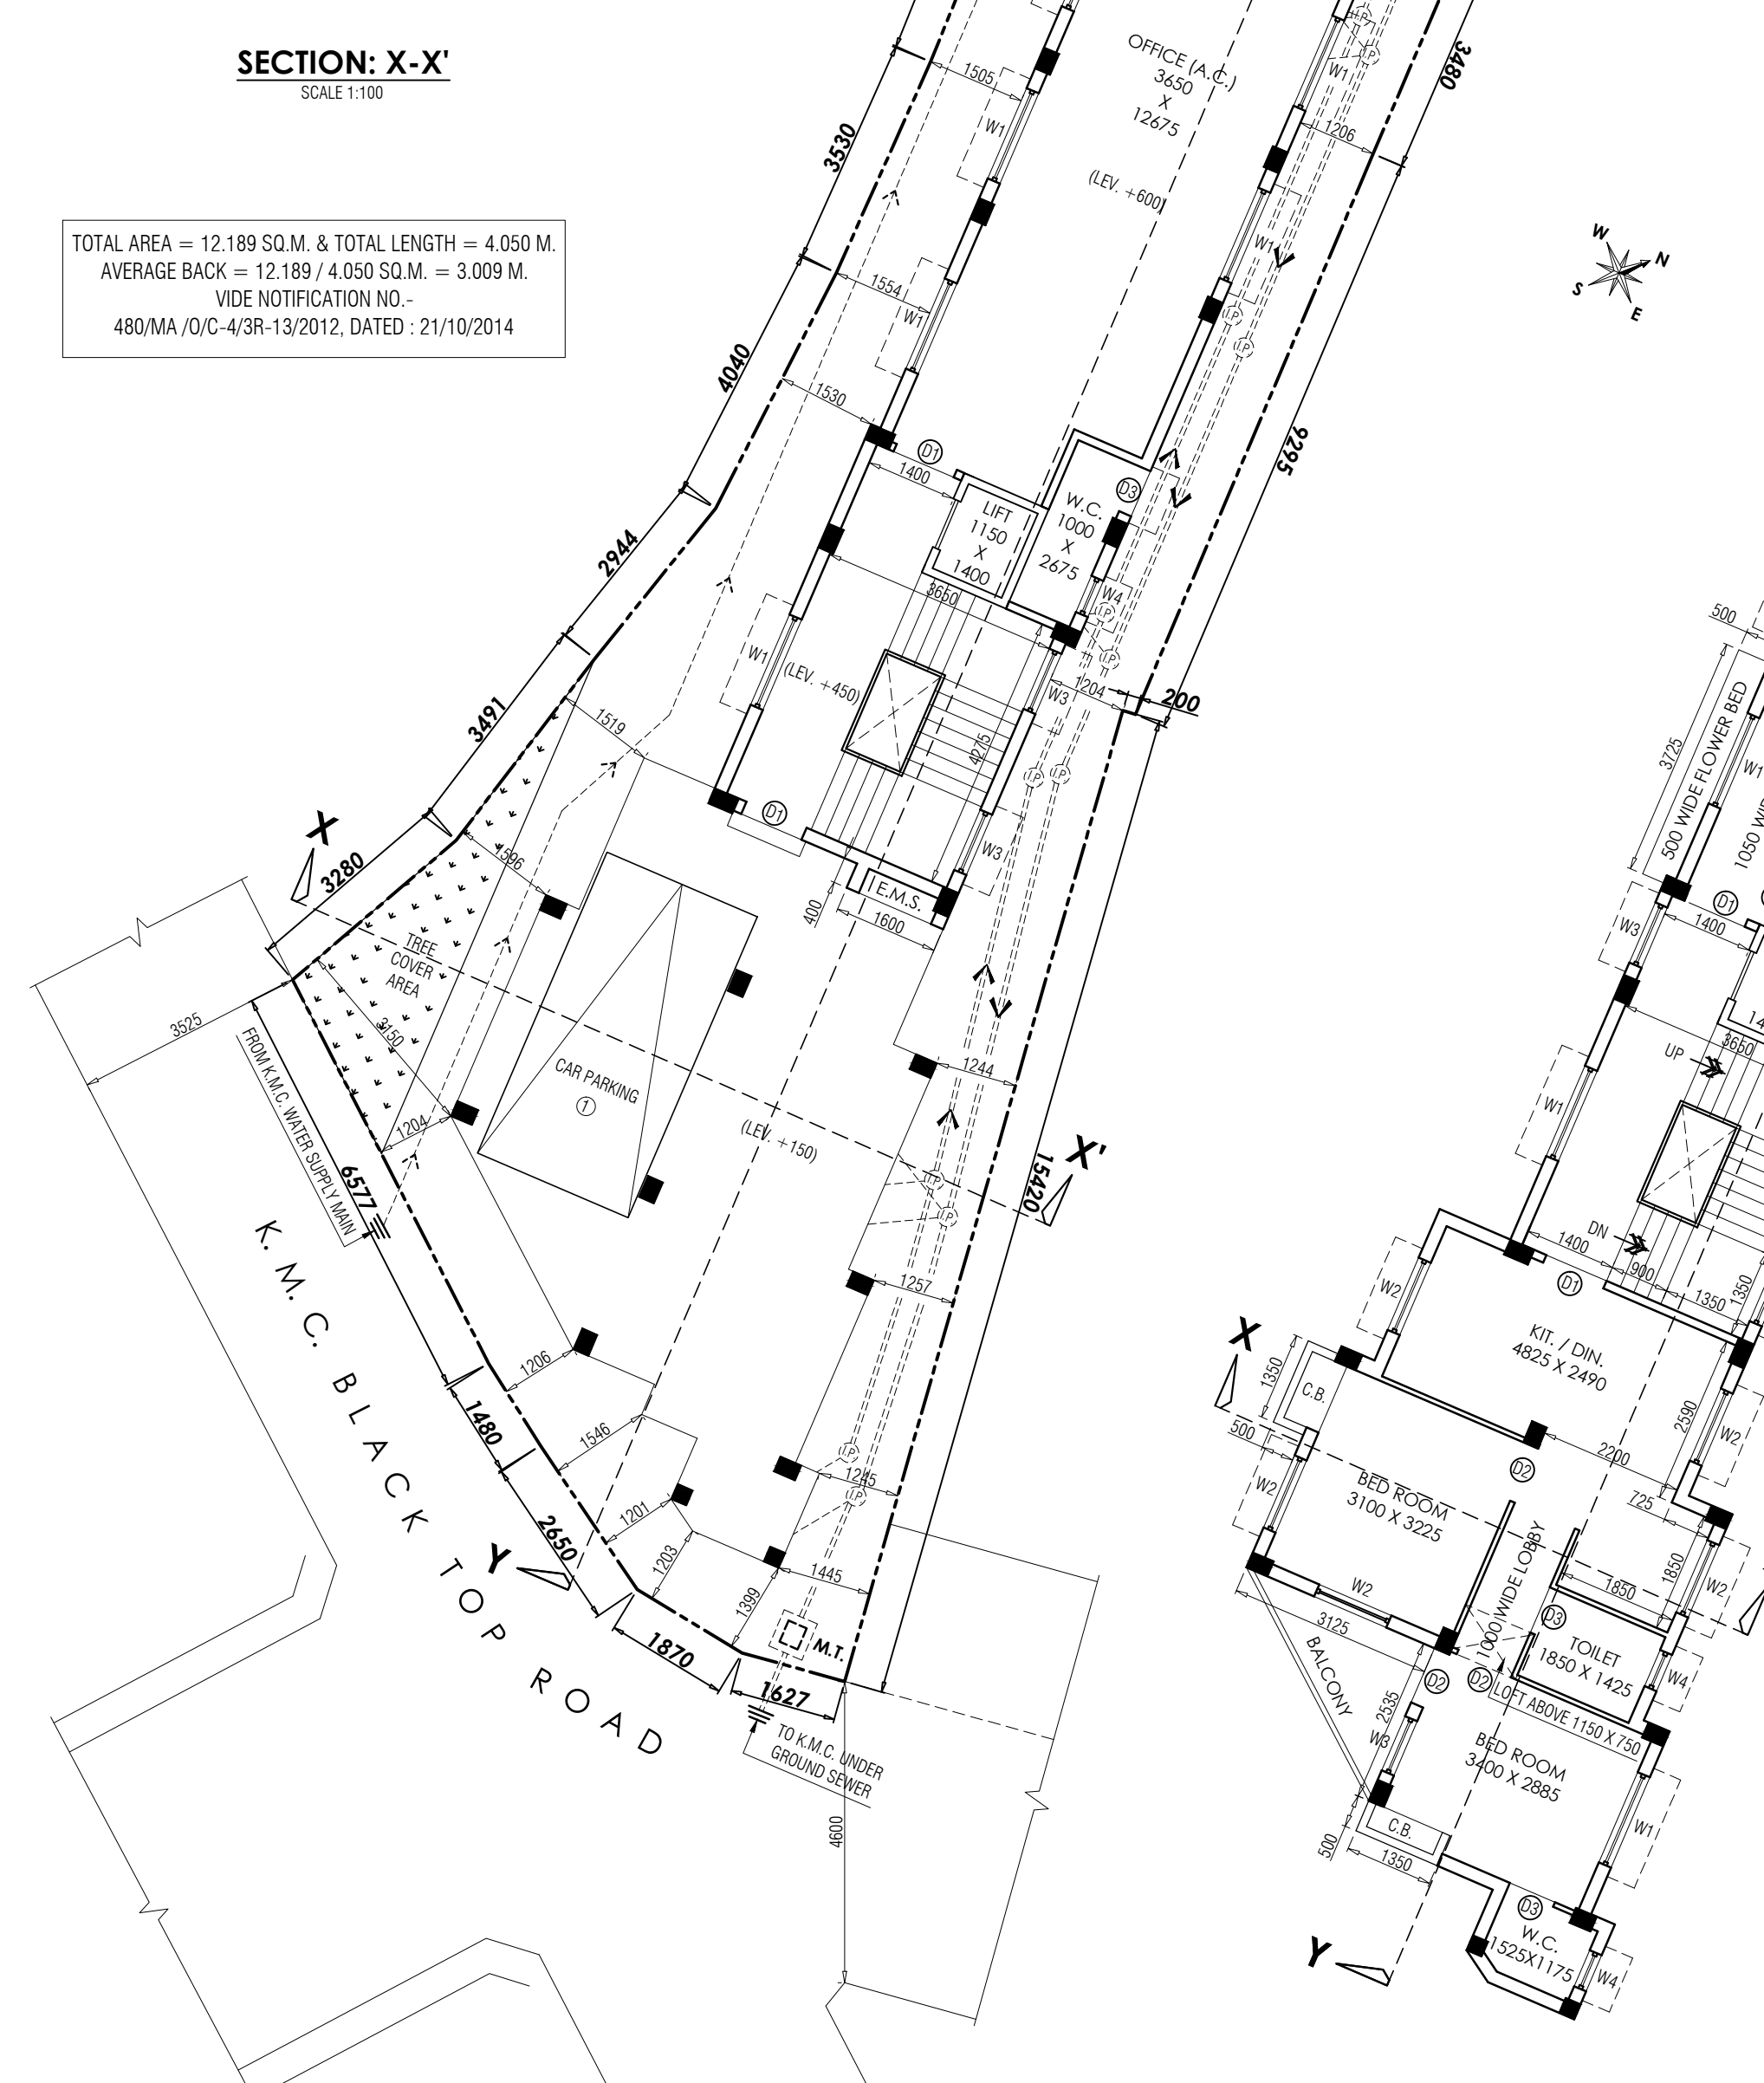 SECTION: X-X'
SCALE 1:100
TOTAL AREA = 12.189 SQ.M. & TOTAL LENGTH = 4.050 M.
AVERAGE BACK = 12.189 / 4.050 SQ.M. = 3.009 M.
VIDE NOTIFICATION NO.-
480/MA /O/C-4/3R-13/2012, DATED : 21/10/2014
OFFICE (A.C.)
3650
X
12675
(LEV. +600)
3480
1505
W1
W1
I.P
I.P
1206
3530
W
N
S
E
1554
W1
W1
I.P
I.P
4040
1530
9295
D1
1400
LIFT
1150
X
1400
W.C.
1000
X
2675
D3
2944
3650
W4
I.P
I.P
W1
(LEV. +450)
1204
200
W3
3491
1519
4275
I.P
I.P
D1
W3
X
3280
1596
E.M.S.
400
1600
TREE
COVER
AREA
3525
3150
FROM K.M.C. WATER SUPPLY MAIN
CAR PARKING
1
1244
1204
(LEV. +150)
X'
6577
15420
I.P
I.P
1257
K. M. C. BLACK TOP ROAD
1206
1480
1546
I.P
1245
I.P
1201
2650
Y
1203
1445
1399
M.T.
1870
1627
TO K.M.C. UNDER
GROUND SEWER
4600
500
3725
500 WIDE FLOWER BED
W1
D1
W3
1400
3650
UP
W1
DN
1400
900
1350
1350
D1
W2
KIT. / DIN.
4825 X 2490
X
1350
C.B.
500
2590
W2
2200
D2
BED ROOM
3100 X 3225
W2
725
1000 WIDE LOBBY
1850
1850
W2
W2
3125
D3
TOILET
1850 X 1425
BALCONY
D2
D2
W4
LOFT ABOVE 1150 X 750
2535
W3
BED ROOM
3400 X 2885
W1
C.B.
500
1350
D3
W.C.
1525X1175
W4
Y